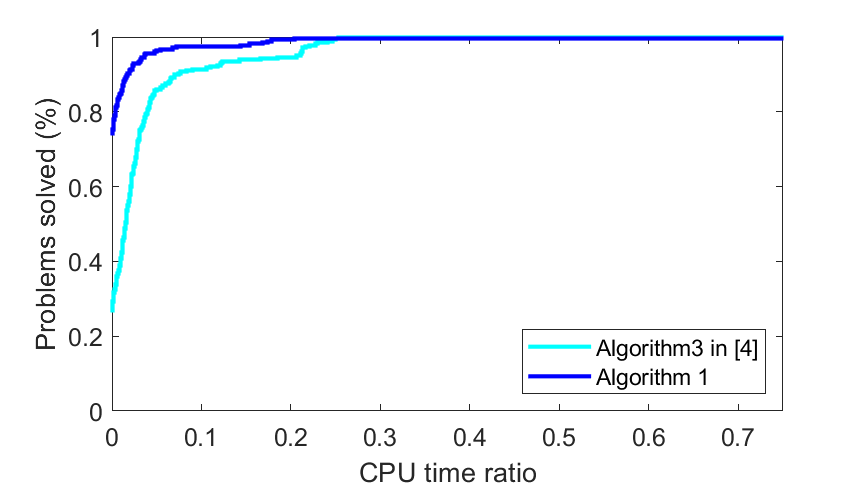 1
0.8
0.6
0.4
0.2
0
Problems solved (%)
0 0.1 0.2 0.3 0.4 0.5 0.6 0.7
CPU time ratio
Algorithm3 in [4]
Algorithm 1